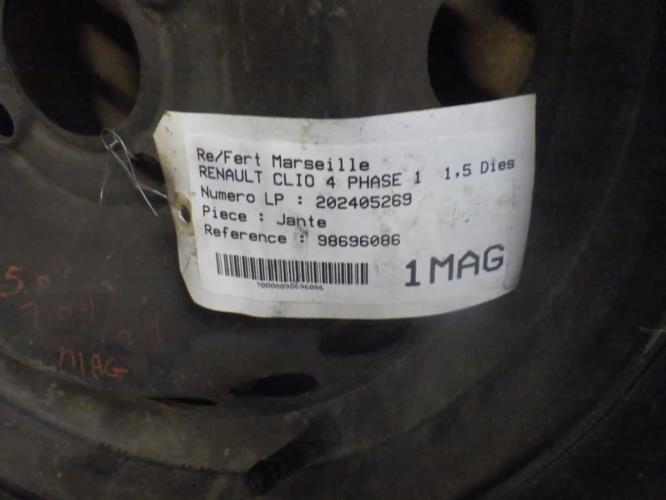 Re/Fert Marseille
RENAULT CLIO 4 PHASE 1 1,5 Dies
Numero LP : 202405269
Piece : Jante
Reference : 98696086
1 MAG
MAG